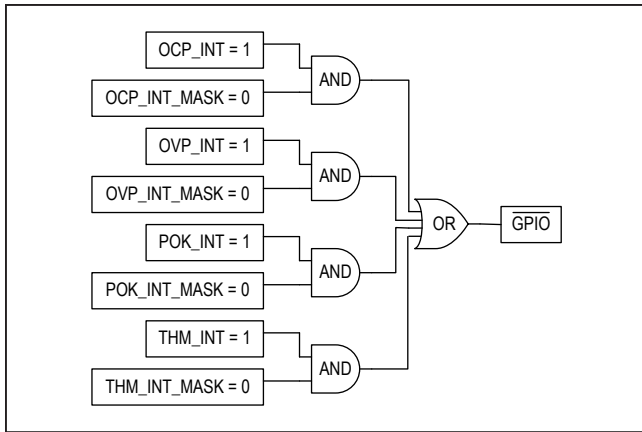 OCP_INT = 1
AND
OCP_INT_MASK = 0
OVP_INT = 1
AND
OVP_INT_MASK = 0
OR
GPIO
POK_INT = 1
AND
POK_INT_MASK = 0
THM_INT = 1
AND
THM_INT_MASK = 0